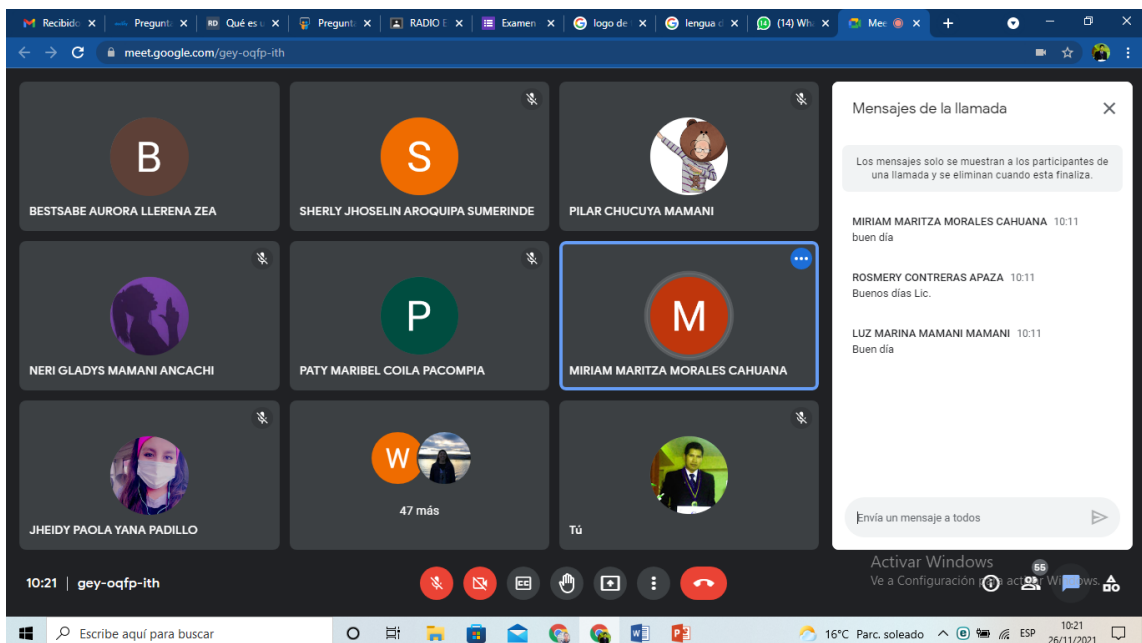 Recibido
Pregunt
RD Qué es u
Pregunt
RADIO E
Examen
logo de
lengua d
(14) Wh
Mee
meet.google.com/gey-oqfp-ith
B
BESTSABE AURORA LLERENA ZEA
S
SHERLY JHOSELIN AROQUIPA SUMERINDE
PILAR CHUCUYA MAMANI
NERI GLADYS MAMANI ANCACHI
P
PATY MARIBEL COILA PACOMPIA
M
MIRIAM MARITZA MORALES CAHUANA
JHEIDY PAOLA YANA PADILLO
W
47 más
Tú
Mensajes de la llamada
Los mensajes solo se muestran a los participantes de
una llamada y se eliminan cuando esta finaliza.
MIRIAM MARITZA MORALES CAHUANA 10:11
buen día
ROSMERY CONTRERAS APAZA 10:11
Buenos días Lic.
LUZ MARINA MAMANI MAMANI 10:11
Buen día
Envía un mensaje a todos
Activar Windows
Ve a Configuración para activar Windows.
55
10:21 | gey-oqfp-ith
Escribe aquí para buscar
16°C Parc. soleado
ESP
10:21
26/11/2021